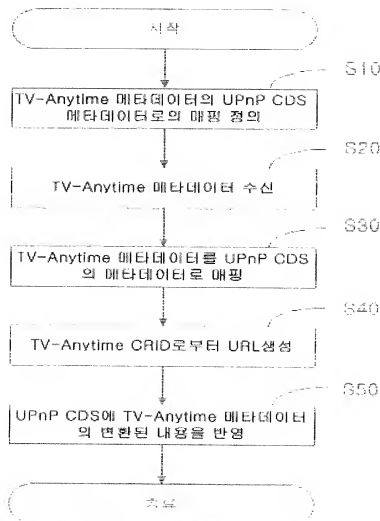 시작
S10
TV-Anytime 메타데이터의 UPnP CDS
메타데이터로의 매핑 정의
S20
TV-Anytime 메타데이터 수신
S30
TV-Anytime 메타데이터를 UPnP CDS
의 메타데이터로 매핑
S40
TV-Anytime CRID로부터 URL생성
S50
UPnP CDS에 TV-Anytime 메타데이터
의 변환된 내용을 반영
종료